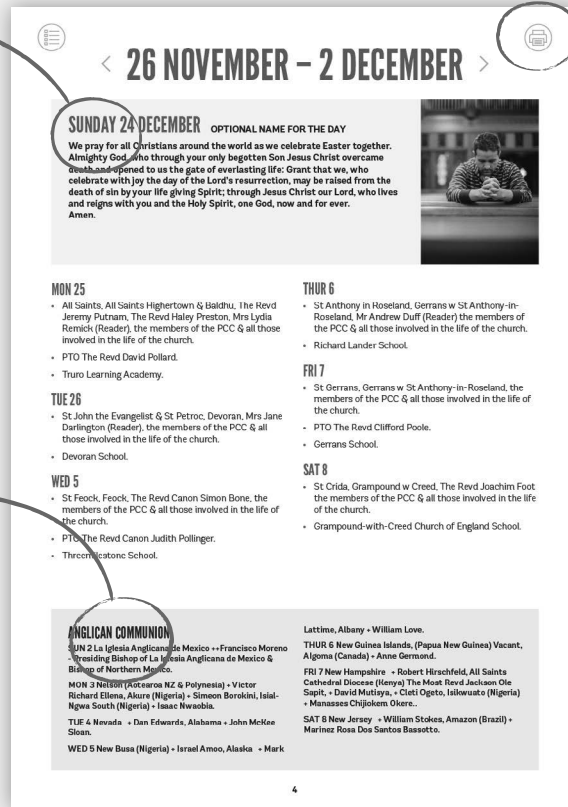 26 NOVEMBER – 2 DECEMBER
SUNDAY 24 DECEMBER OPTIONAL NAME FOR THE DAY
We pray for all Christians around the world as we celebrate Easter together.
Almighty God, who through your only begotten Son Jesus Christ overcame
death and opened to us the gate of everlasting life: Grant that we, who
celebrate with joy the day of the Lord's resurrection, may be raised from the
death of sin by your life giving Spirit; through Jesus Christ our Lord, who lives
and reigns with you and the Holy Spirit, one God, now and for ever.
Amen.
MON 25
• All Saints, All Saints Highertown & Baldhu, The Revd
Jeremy Putnam, The Revd Haley Preston, Mrs Lydia
Remick (Reader), the members of the PCC & all those
involved in the life of the church.
• PTO The Revd David Pollard.
• Truro Learning Academy.
TUE 26
• St John the Evangelist & St Petroc, Devoran, Mrs Jane
Darlington (Reader), the members of the PCC & all
those involved in the life of the church.
• Devoran School.
WED 5
• St Feock, Feock, The Revd Canon Simon Bone, the
members of the PCC & all those involved in the life of
the church.
• PTO The Revd Canon Judith Pollinger.
• Threemilestone School.
THUR 6
• St Anthony in Roseland, Gerrans w St Anthony-in-
Roseland, Mr Andrew Duff (Reader) the members of
the PCC & all those involved in the life of the church.
• Richard Lander School.
FRI 7
• St Gerrans, Gerrans w St Anthony-in-Roseland, the
members of the PCC & all those involved in the life of
the church.
• PTO The Revd Clifford Poole.
• Gerrans School.
SAT 8
• St Crida, Grampound w Creed, The Revd Joachim Foot
the members of the PCC & all those involved in the life
of the church.
• Grampound-with-Creed Church of England School.
ANGLICAN COMMUNION
SUN 2 La Iglesia Anglicana de Mexico ++Francisco Moreno
- Presiding Bishop of La Iglesia Anglicana de Mexico &
Bishop of Northern Mexico.
MON 3 Nelson (Aotearoa NZ & Polynesia) + Victor
Richard Ellena, Akure (Nigeria) + Simeon Borokini, Isial-
Ngwa South (Nigeria) + Isaac Nwaobia.
TUE 4 Nevada + Dan Edwards, Alabama + John McKee
Sloan.
WED 5 New Busa (Nigeria) + Israel Amoo, Alaska + Mark
Lattime, Albany + William Love.
THUR 6 New Guinea Islands, (Papua New Guinea) Vacant,
Algoma (Canada) + Anne Germond.
FRI 7 New Hampshire + Robert Hirschfeld, All Saints
Cathedral Diocese (Kenya) The Most Revd Jackson Ole
Sapit, + David Mutisya, + Cleti Ogeto, Isikwuato (Nigeria)
+ Manasses Chijiokem Okere..
SAT 8 New Jersey + William Stokes, Amazon (Brazil) +
Marinez Rosa Dos Santos Bassotto.
4